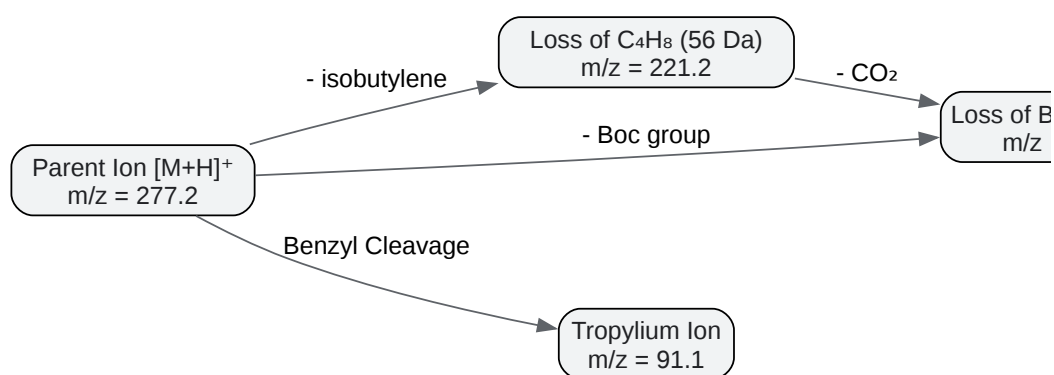 Loss of C₄H₈ (56 Da)
m/z = 221.2
- isobutylene
- CO₂
Loss of
m/z
- Boc group
Parent Ion [M+H]⁺
m/z = 277.2
Benzyl Cleavage
Tropylium Ion
m/z = 91.1